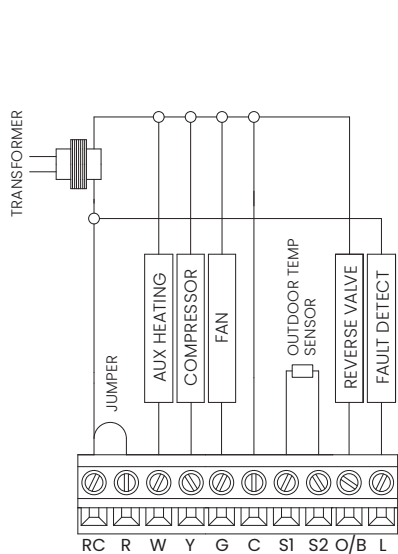 TRANSFORMER
JUMPER
AUX HEATING
COMPRESSOR
FAN
OUTDOOR TEMP
SENSOR
REVERSE VALVE
FAULT DETECT
RC R W Y G C S1 S2 O/B L